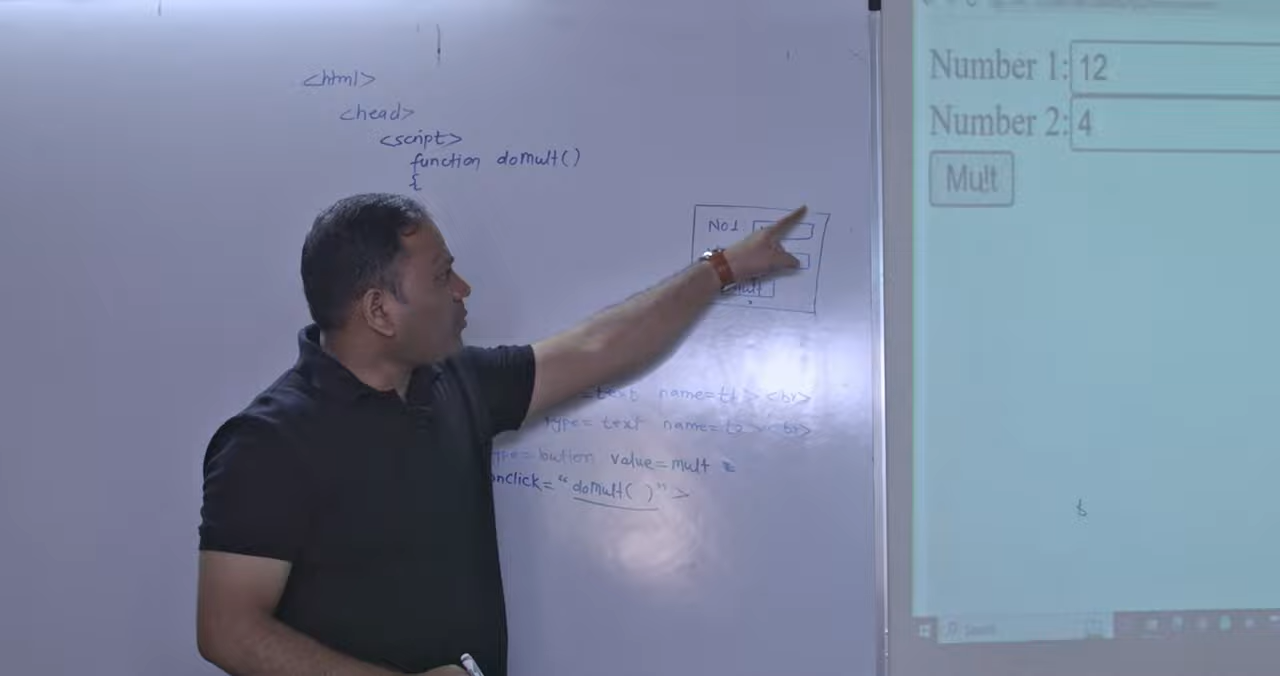 <html>
<head>
<script>
function doMult()
{
No1
mult
=text name=t1> <br>
type= text name=t2> <br>
ype=button value=mult
onclick="doMult( )">
Number 1: 12
Number 2: 4
Mult